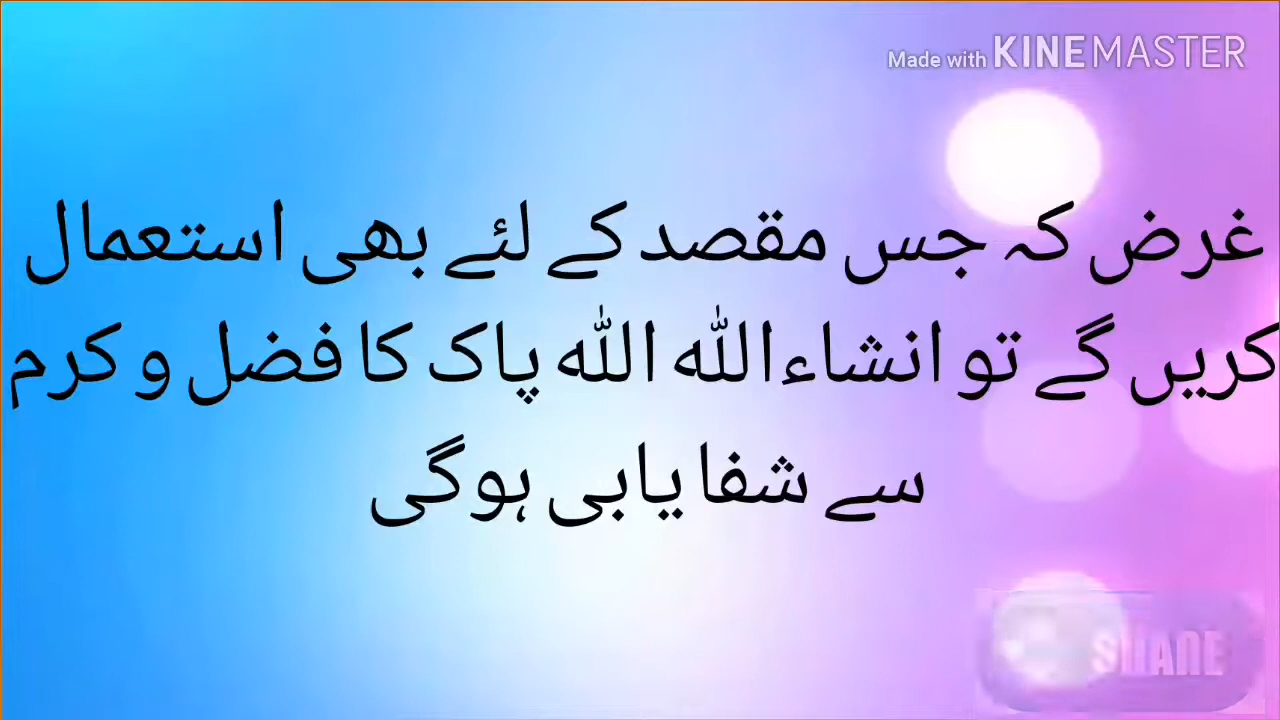 Made with KINEMASTER
غرض کہ جس مقصد کے لئے بھی استعمال
کریں گے تو انشاءاللہ اللہ پاک کا فضل و کرم
سے شفا یابی ہوگی
SHARE